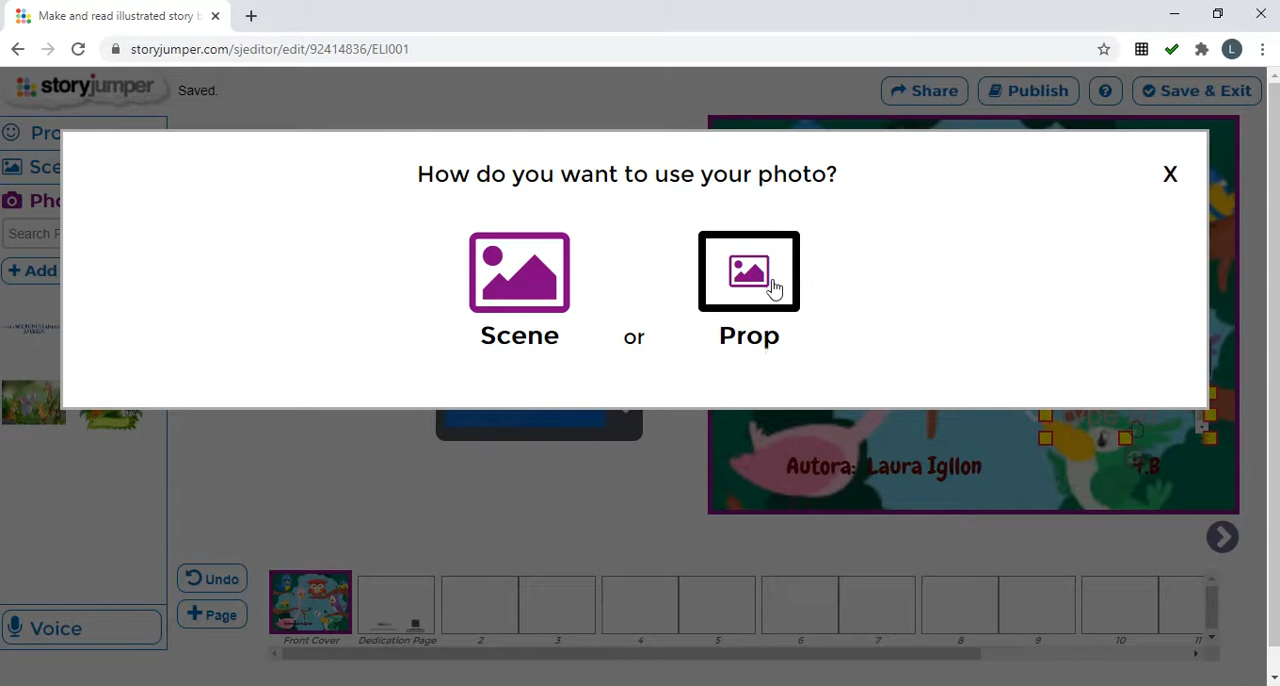 Make and read illustrated story b
storyjumper.com/sjeditor/edit/92414836/ELI001
L
storyjumper
Saved.
Share
Publish
?
Save & Exit
Pro
Sce
Pho
Search F
+ Add
How do you want to use your photo?
X
Scene
or
Prop
Autora: Laura Igllon
4.B
Undo
+ Page
Voice
Front Cover
Dedication Page
2
3
4
5
6
7
8
9
10
11